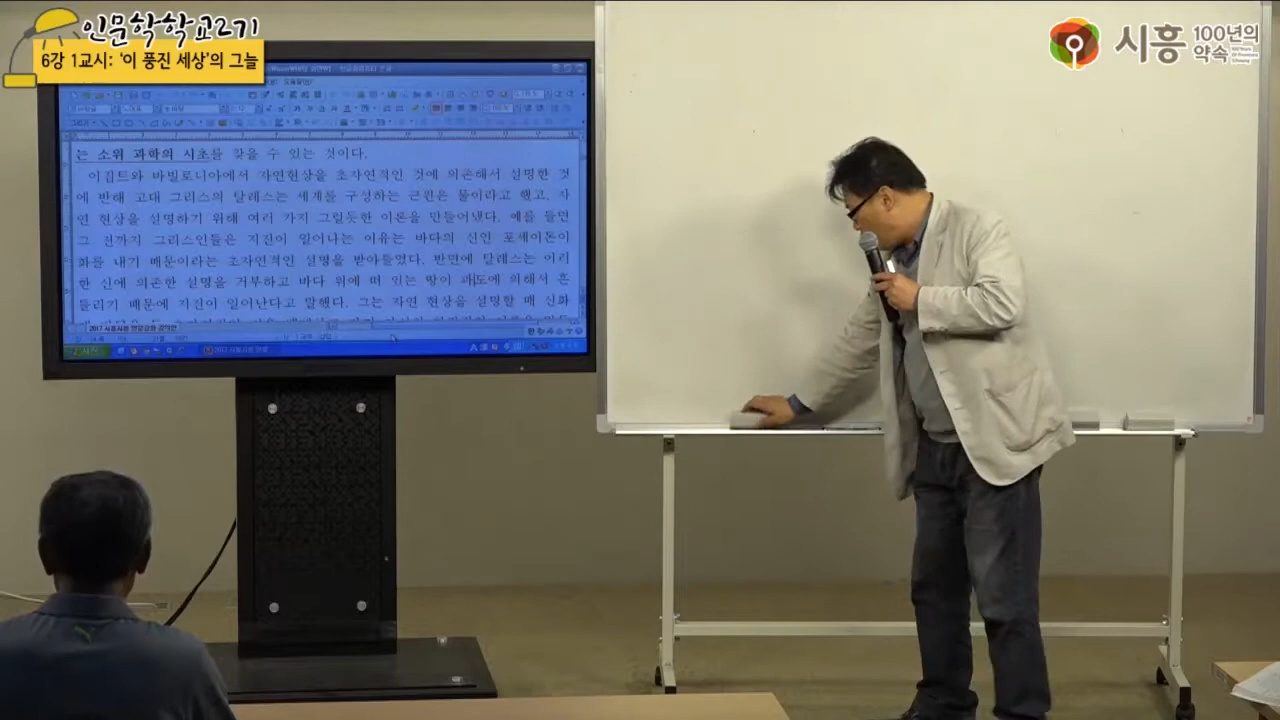 인문학학교2기
6강 1교시: '이 풍진 세상'의 그늘
시흥 100년의 약속
는 소위 과학의 시초를 찾을 수 있는 것이다.
이집트와 바빌로니아에서 자연현상을 초자연적인 것에 의존해서 설명한 것
에 반해 고대 그리스의 탈레스는 세계를 구성하는 근원은 물이라고 했고, 자
연 현상을 설명하기 위해 여러 가지 그럴듯한 이론을 만들어냈다. 예를 들면
그 전까지 그리스인들은 지진이 일어나는 이유는 바다의 신인 포세이돈이
화를 내기 때문이라는 초자연적인 설명을 받아들였다. 반면에 탈레스는 이러
한 신에 의존한 설명을 거부하고 바다 위에 떠 있는 땅이 파도에 의해서 흔
들리기 때문에 지진이 일어난다고 말했다. 그는 자연 현상을 설명할 때 신화